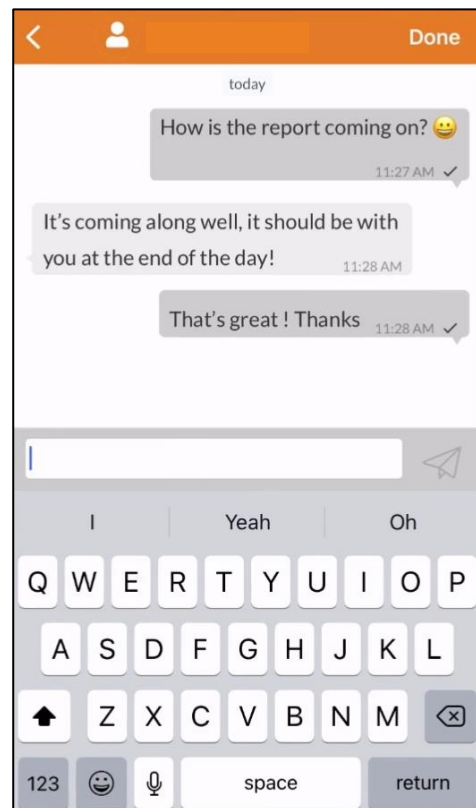 Done
today
How is the report coming on? 😀
11:27 AM ✓
It's coming along well, it should be with
you at the end of the day!
11:28 AM
That's great ! Thanks 11:28 AM ✓
I Yeah Oh
Q W E R T Y U I O P
A S D F G H J K L
Z X C V B N M
123 space return